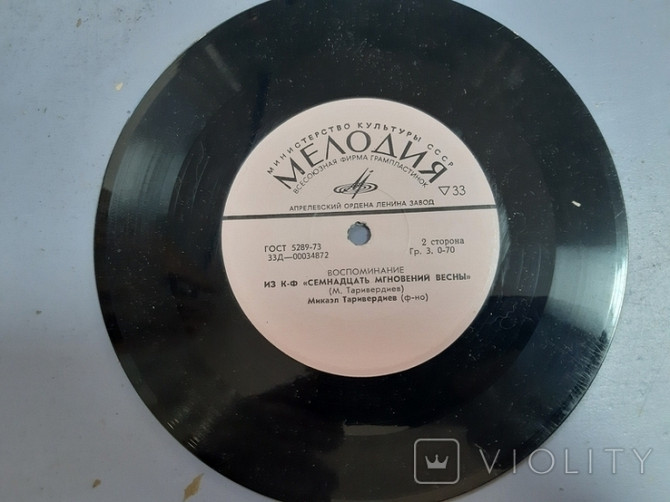 МИНИСТЕРСТВО КУЛЬТУРЫ СССР
МЕЛОДИЯ
ВСЕСОЮЗНАЯ ФИРМА ГРАМПЛАСТИНОК
▽33
АПРЕЛЕВСКИЙ ОРДЕНА ЛЕНИНА ЗАВОД
ГОСТ 5289-73
33Д—00034872
2 сторона
Гр. 3. 0-70
ВОСПОМИНАНИЕ
ИЗ К-Ф «СЕМНАДЦАТЬ МГНОВЕНИЙ ВЕСНЫ»
(М. Таривердиев)
Микаэл Таривердиев (ф-но)
VIOLITY